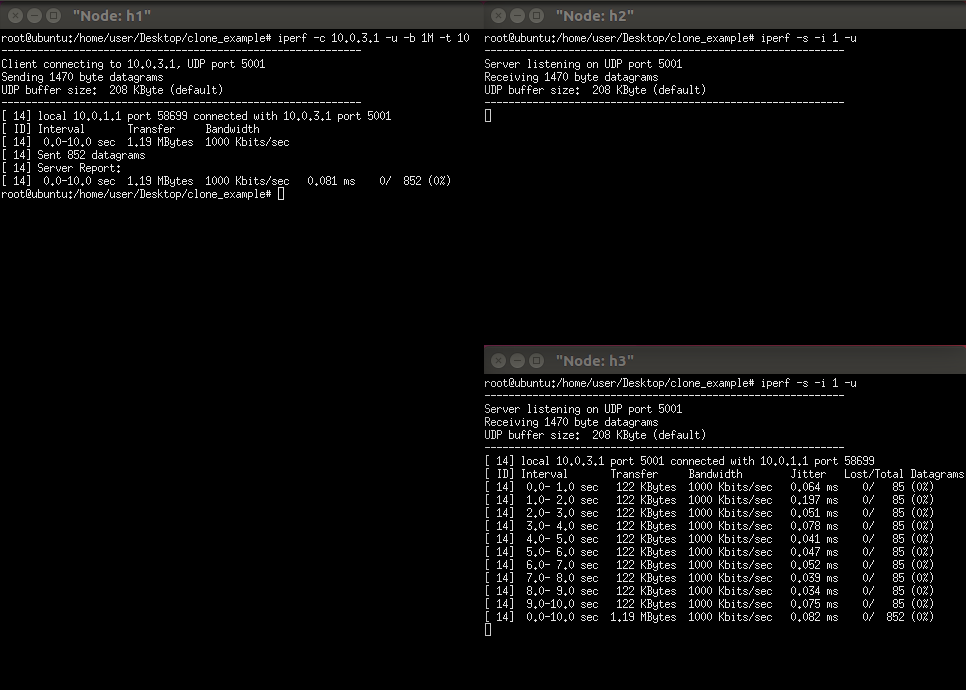 "Node: h1"
root@ubuntu:/home/user/Desktop/clone_example# iperf -c 10.0.3.1 -u -b 1M -t 10
------------------------------------------------------------
Client connecting to 10.0.3.1, UDP port 5001
Sending 1470 byte datagrams
UDP buffer size:  208 KByte (default)
------------------------------------------------------------
[ 14] local 10.0.1.1 port 58699 connected with 10.0.3.1 port 5001
[ ID] Interval       Transfer     Bandwidth
[ 14]  0.0-10.0 sec  1.19 MBytes  1000 Kbits/sec
[ 14] Sent 852 datagrams
[ 14] Server Report:
[ 14]  0.0-10.0 sec  1.19 MBytes  1000 Kbits/sec   0.081 ms    0/  852 (0%)
root@ubuntu:/home/user/Desktop/clone_example#
"Node: h2"
root@ubuntu:/home/user/Desktop/clone_example# iperf -s -i 1 -u
------------------------------------------------------------
Server listening on UDP port 5001
Receiving 1470 byte datagrams
UDP buffer size:  208 KByte (default)
------------------------------------------------------------
"Node: h3"
root@ubuntu:/home/user/Desktop/clone_example# iperf -s -i 1 -u
------------------------------------------------------------
Server listening on UDP port 5001
Receiving 1470 byte datagrams
UDP buffer size:  208 KByte (default)
------------------------------------------------------------
[ 14] local 10.0.3.1 port 5001 connected with 10.0.1.1 port 58699
[ ID] Interval       Transfer     Bandwidth        Jitter   Lost/Total Datagrams
[ 14]  0.0- 1.0 sec   122 KBytes  1000 Kbits/sec   0.064 ms    0/   85 (0%)
[ 14]  1.0- 2.0 sec   122 KBytes  1000 Kbits/sec   0.197 ms    0/   85 (0%)
[ 14]  2.0- 3.0 sec   122 KBytes  1000 Kbits/sec   0.051 ms    0/   85 (0%)
[ 14]  3.0- 4.0 sec   122 KBytes  1000 Kbits/sec   0.078 ms    0/   85 (0%)
[ 14]  4.0- 5.0 sec   122 KBytes  1000 Kbits/sec   0.041 ms    0/   85 (0%)
[ 14]  5.0- 6.0 sec   122 KBytes  1000 Kbits/sec   0.047 ms    0/   85 (0%)
[ 14]  6.0- 7.0 sec   122 KBytes  1000 Kbits/sec   0.052 ms    0/   85 (0%)
[ 14]  7.0- 8.0 sec   122 KBytes  1000 Kbits/sec   0.039 ms    0/   85 (0%)
[ 14]  8.0- 9.0 sec   122 KBytes  1000 Kbits/sec   0.034 ms    0/   85 (0%)
[ 14]  9.0-10.0 sec   122 KBytes  1000 Kbits/sec   0.075 ms    0/   85 (0%)
[ 14]  0.0-10.0 sec  1.19 MBytes  1000 Kbits/sec   0.082 ms    0/  852 (0%)